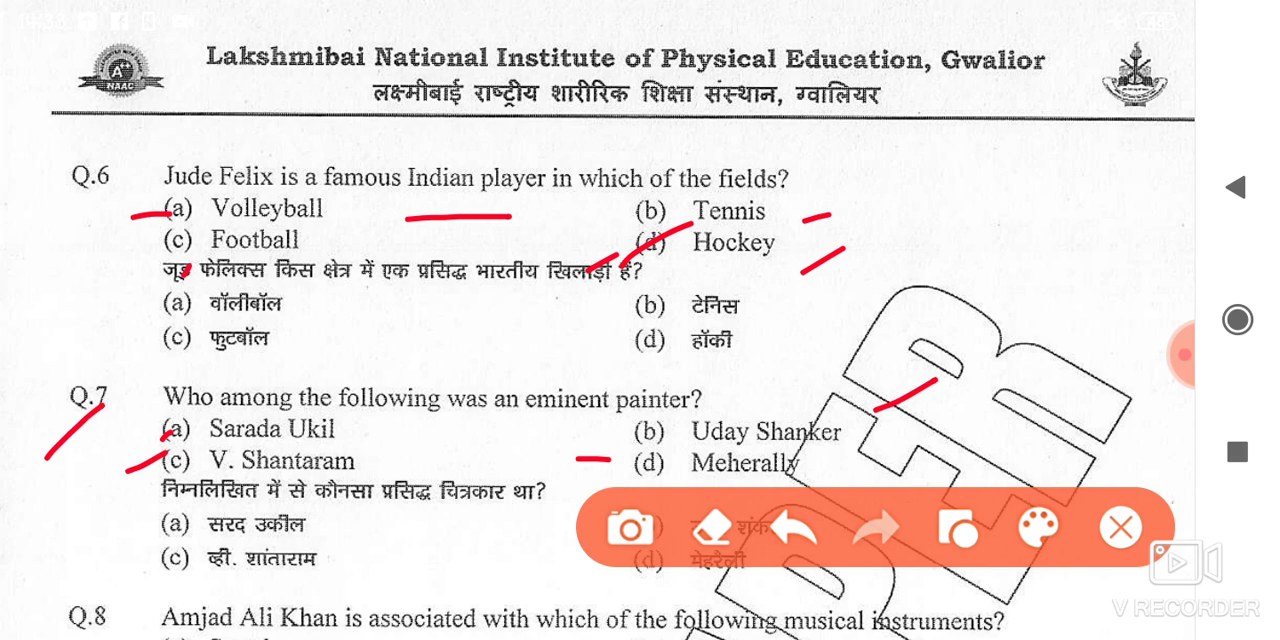 Lakshmibai National Institute of Physical Education, Gwalior
लक्ष्मीबाई राष्ट्रीय शारीरिक शिक्षा संस्थान, ग्वालियर
A+
NAAC
Q.6 Jude Felix is a famous Indian player in which of the fields?
(a) Volleyball (b) Tennis
(c) Football (d) Hockey
जूड फेलिक्स किस क्षेत्र में एक प्रसिद्ध भारतीय खिलाड़ी हैं?
(a) वॉलीबॉल (b) टेनिस
(c) फुटबॉल (d) हॉकी
Q.7 Who among the following was an eminent painter?
(a) Sarada Ukil (b) Uday Shanker
(c) V. Shantaram (d) Meherally
निम्नलिखित में से कौनसा प्रसिद्ध चित्रकार था?
(a) सरद उकील
(c) व्ही. शांताराम (d) मेहरैली
Q.8 Amjad Ali Khan is associated with which of the following musical instruments?
V RECORDER